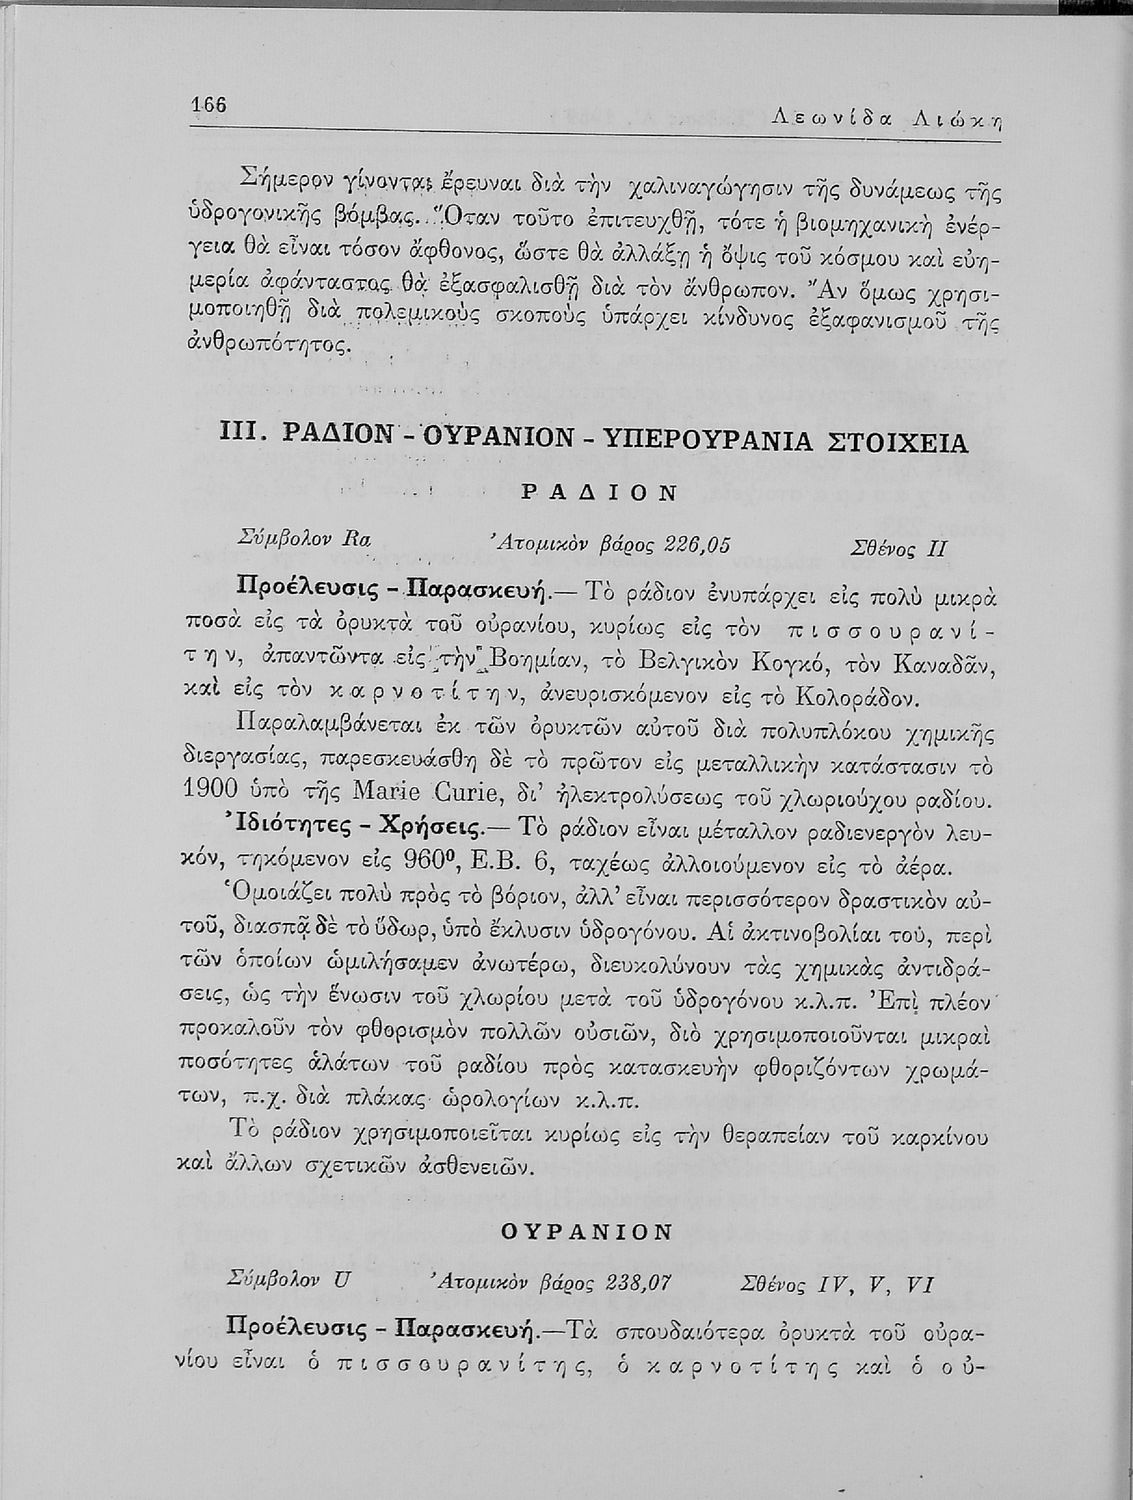 166
Λεωνίδα Λιώκη
Σήμερον γίνονται ἔρευναι διὰ τὴν χαλιναγώγησιν τῆς δυνάμεως τῆς
ὑδρογονικῆς βόμβας. Ὅταν τοῦτο ἐπιτευχθῇ, τότε ἡ βιομηχανικὴ ἐνέρ-
γεια θὰ εἶναι τόσον ἄφθονος, ὥστε θὰ ἀλλάξῃ ἡ ὄψις τοῦ κόσμου καὶ εὐη-
μερία ἀφάνταστος θὰ ἐξασφαλισθῇ διὰ τὸν ἄνθρωπον. Ἂν ὅμως χρησι-
μοποιηθῇ διὰ πολεμικοὺς σκοποὺς ὑπάρχει κίνδυνος ἐξαφανισμοῦ τῆς
ἀνθρωπότητος.
III. ΡΑΔΙΟΝ - ΟΥΡΑΝΙΟΝ - ΥΠΕΡΟΥΡΑΝΙΑ ΣΤΟΙΧΕΙΑ
ΡΑΔΙΟΝ
Σύμβολον Ra Ἀτομικὸν βάρος 226,05 Σθένος II
Προέλευσις - Παρασκευή.— Τὸ ράδιον ἐνυπάρχει εἰς πολὺ μικρὰ
ποσὰ εἰς τὰ ὀρυκτὰ τοῦ οὐρανίου, κυρίως εἰς τὸν πισσουρανί-
την, ἀπαντῶντα εἰς τὴν Βοημίαν, τὸ Βελγικὸν Κογκό, τὸν Καναδᾶν,
καὶ εἰς τὸν καρνοτίτην, ἀνευρισκόμενον εἰς τὸ Κολοράδον.
Παραλαμβάνεται ἐκ τῶν ὀρυκτῶν αὐτοῦ διὰ πολυπλόκου χημικῆς
διεργασίας, παρεσκευάσθη δὲ τὸ πρῶτον εἰς μεταλλικὴν κατάστασιν τὸ
1900 ὑπὸ τῆς Marie Curie, δι' ἠλεκτρολύσεως τοῦ χλωριούχου ραδίου.
Ἰδιότητες - Χρήσεις.— Τὸ ράδιον εἶναι μέταλλον ραδιενεργὸν λευ-
κόν, τηκόμενον εἰς 960⁰, Ε.Β. 6, ταχέως ἀλλοιούμενον εἰς τὸ ἀέρα.
Ὁμοιάζει πολὺ πρὸς τὸ βόριον, ἀλλ' εἶναι περισσότερον δραστικὸν αὐ-
τοῦ, διασπᾷ δὲ τὸ ὕδωρ, ὑπὸ ἔκλυσιν ὑδρογόνου. Αἱ ἀκτινοβολίαι τού, περὶ
τῶν ὁποίων ὡμιλήσαμεν ἀνωτέρω, διευκολύνουν τὰς χημικὰς ἀντιδρά-
σεις, ὡς τὴν ἕνωσιν τοῦ χλωρίου μετὰ τοῦ ὑδρογόνου κ.λ.π. Ἐπὶ πλέον
προκαλοῦν τὸν φθορισμὸν πολλῶν οὐσιῶν, διὸ χρησιμοποιοῦνται μικραὶ
ποσότητες ἁλάτων τοῦ ραδίου πρὸς κατασκευὴν φθοριζόντων χρωμά-
των, π.χ. διὰ πλάκας ὡρολογίων κ.λ.π.
Τὸ ράδιον χρησιμοποιεῖται κυρίως εἰς τὴν θεραπείαν τοῦ καρκίνου
καὶ ἄλλων σχετικῶν ἀσθενειῶν.
ΟΥΡΑΝΙΟΝ
Σύμβολον U Ἀτομικὸν βάρος 238,07 Σθένος IV, V, VI
Προέλευσις - Παρασκευή.—Τὰ σπουδαιότερα ὀρυκτὰ τοῦ οὐρα-
νίου εἶναι ὁ πισσουρανίτης, ὁ καρνοτίτης καὶ ὁ οὐ-